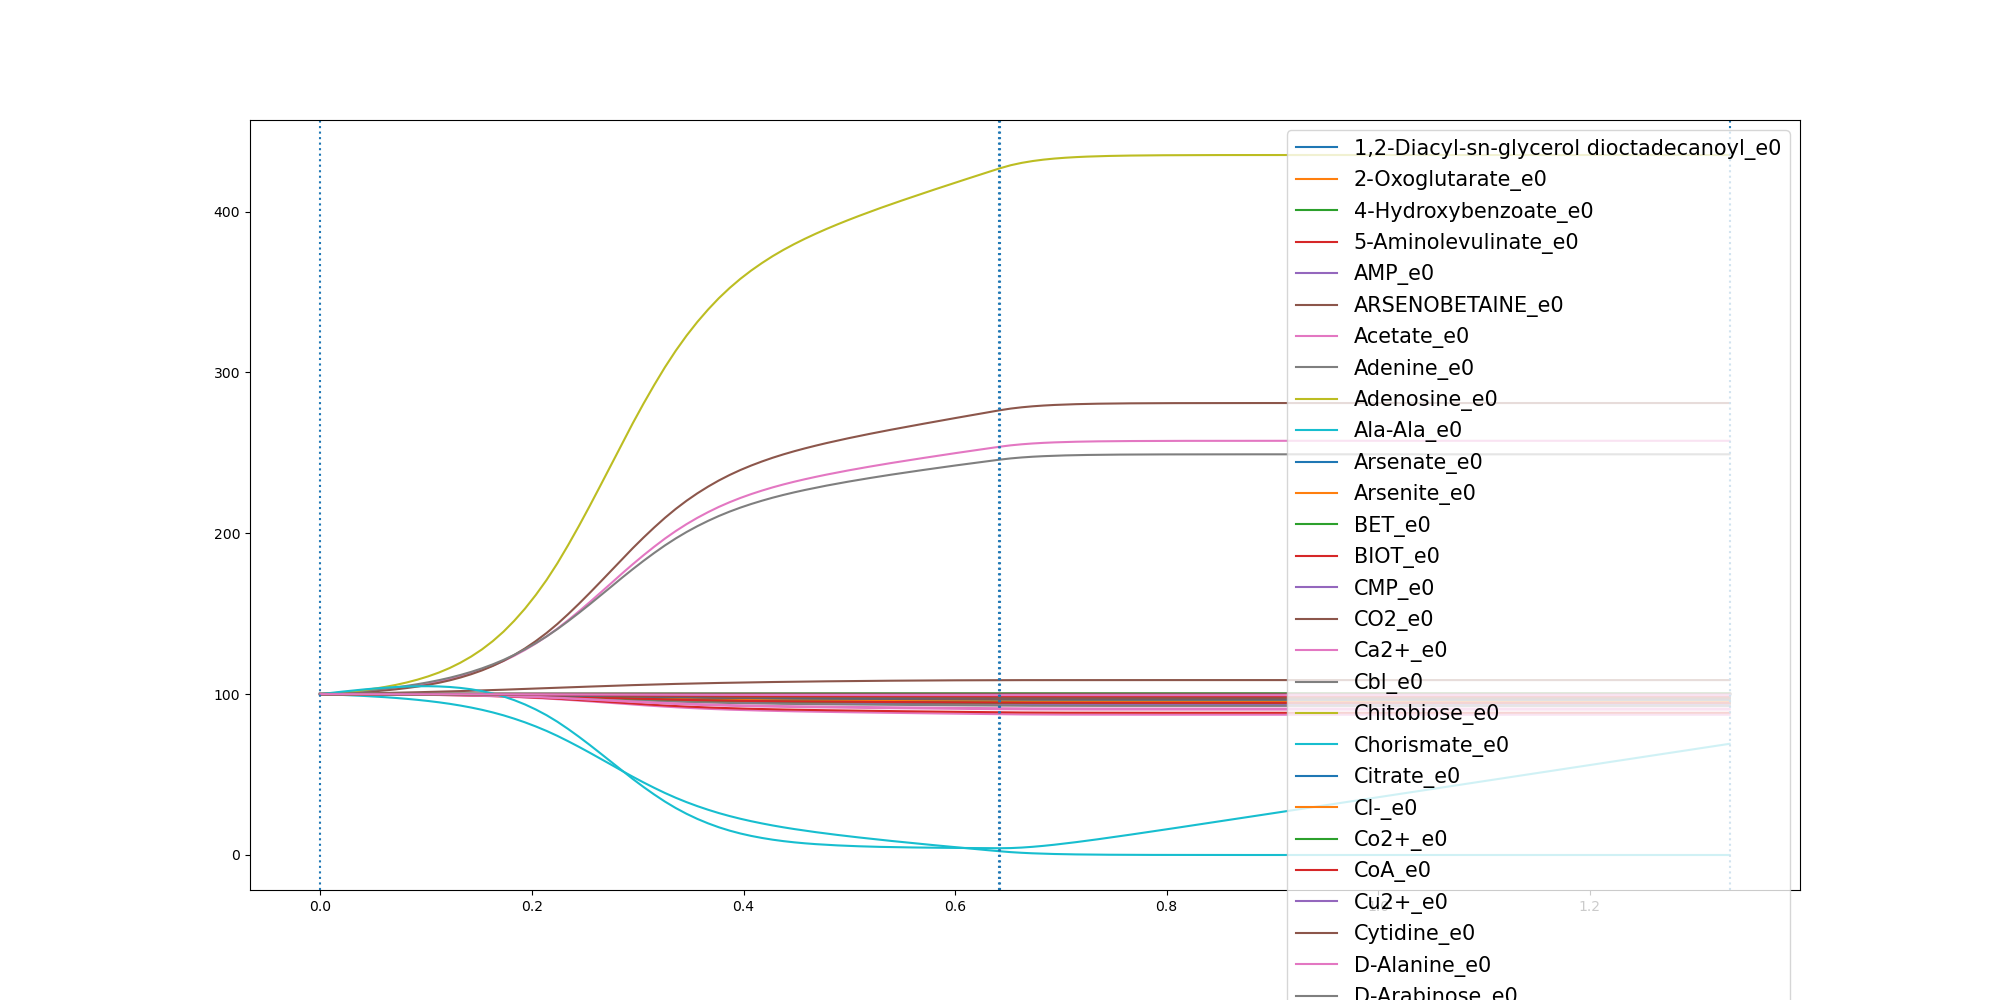 400
300
200
100
0
0.0
0.2
0.4
0.6
0.8
1.2
1,2-Diacyl-sn-glycerol dioctadecanoyl_e0
2-Oxoglutarate_e0
4-Hydroxybenzoate_e0
5-Aminolevulinate_e0
AMP_e0
ARSENOBETAINE_e0
Acetate_e0
Adenine_e0
Adenosine_e0
Ala-Ala_e0
Arsenate_e0
Arsenite_e0
BET_e0
BIOT_e0
CMP_e0
CO2_e0
Ca2+_e0
Cbl_e0
Chitobiose_e0
Chorismate_e0
Citrate_e0
Cl-_e0
Co2+_e0
CoA_e0
Cu2+_e0
Cytidine_e0
D-Alanine_e0
D-Arabinose_e0